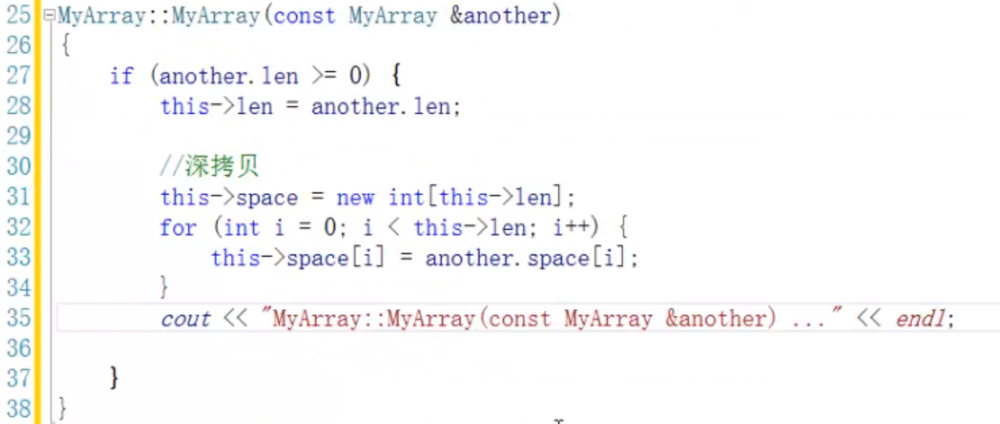 25 MyArray::MyArray(const MyArray &another)
26 {
27     if (another.len >= 0) {
28         this->len = another.len;
29
30         //深拷贝
31         this->space = new int[this->len];
32         for (int i = 0; i < this->len; i++) {
33             this->space[i] = another.space[i];
34         }
35         cout << "MyArray::MyArray(const MyArray &another) ..." << endl;
36
37     }
38 }